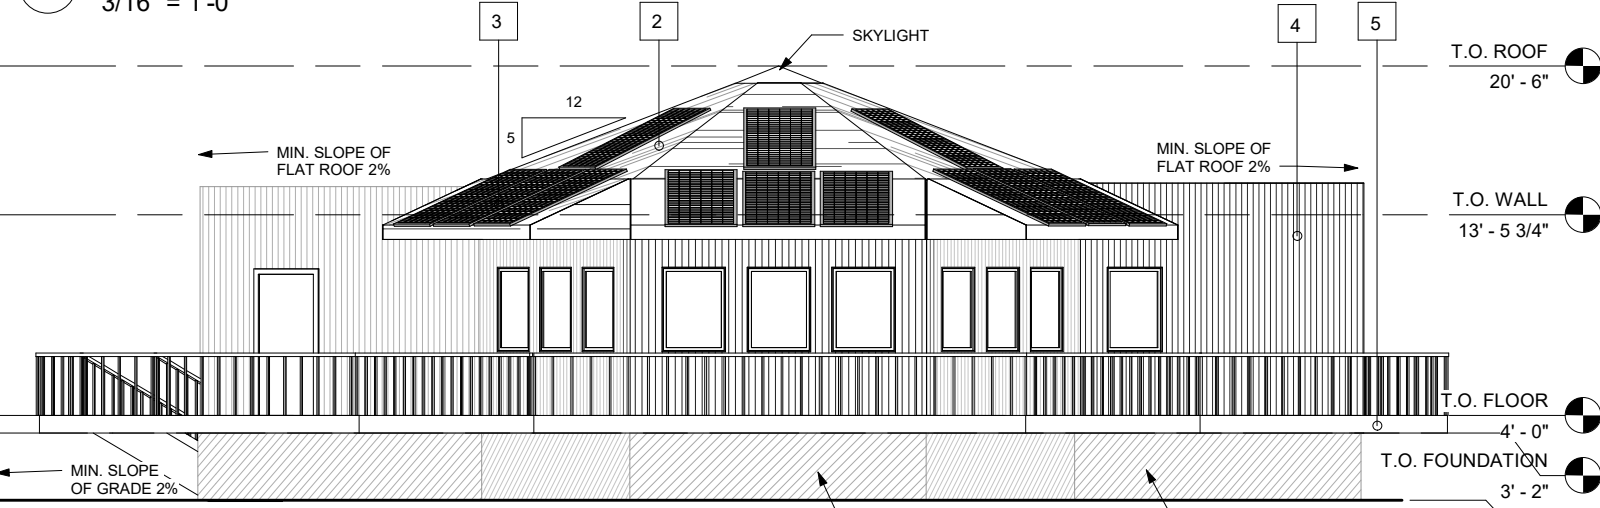 3/16" = 1'-0"
3
2
SKYLIGHT
4
5
T.O. ROOF
20' - 6"
12
5
MIN. SLOPE OF
FLAT ROOF 2%
MIN. SLOPE OF
FLAT ROOF 2%
T.O. WALL
13' - 5 3/4"
T.O. FLOOR
4' - 0"
T.O. FOUNDATION
3' - 2"
MIN. SLOPE
OF GRADE 2%